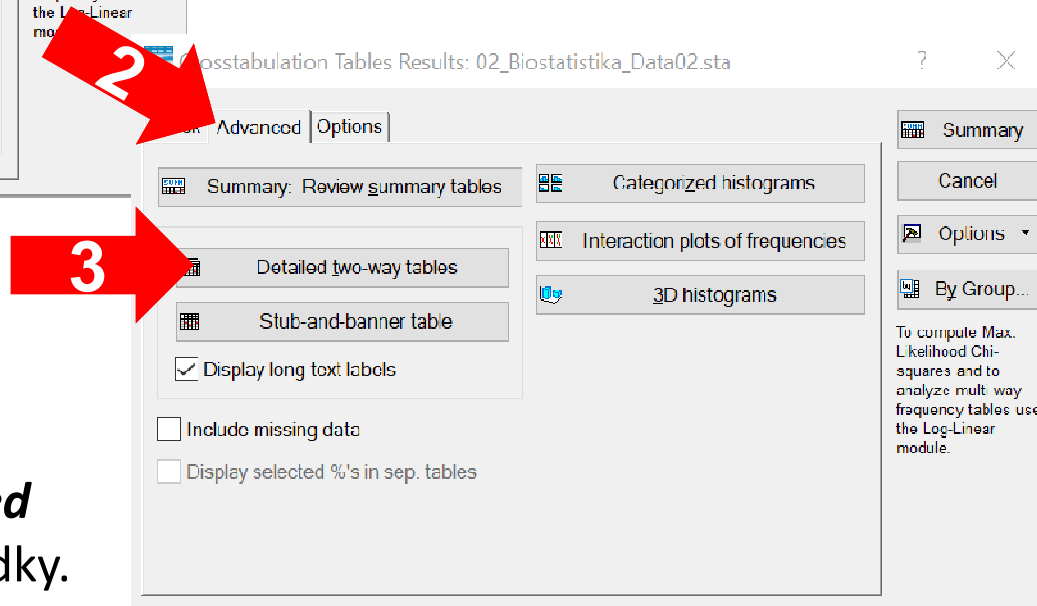 the Log-Linear
2
Crosstabulation Tables Results: 02_Biostatistika_Data02.sta
Advanced
Options
Summary: Review summary tables
Categorized histograms
Summary
Cancel
3
Detailed two-way tables
Interaction plots of frequencies
Options
Stub-and-banner table
3D histograms
By Group...
Display long text labels
To compute Max.
Likelihood Chi-
squares and to
analyze multi way
frequency tables use
the Log-Linear
module.
Include missing data
Display selected %'s in sep. tables
dky.